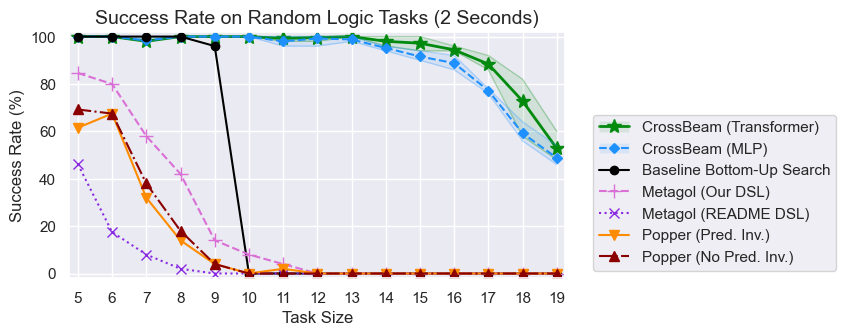 Success Rate on Random Logic Tasks (2 Seconds)
Success Rate (%)
100
80
60
40
20
0
5 6 7 8 9 10 11 12 13 14 15 16 17 18 19
Task Size
CrossBeam (Transformer)
CrossBeam (MLP)
Baseline Bottom-Up Search
Metagol (Our DSL)
Metagol (README DSL)
Popper (Pred. Inv.)
Popper (No Pred. Inv.)